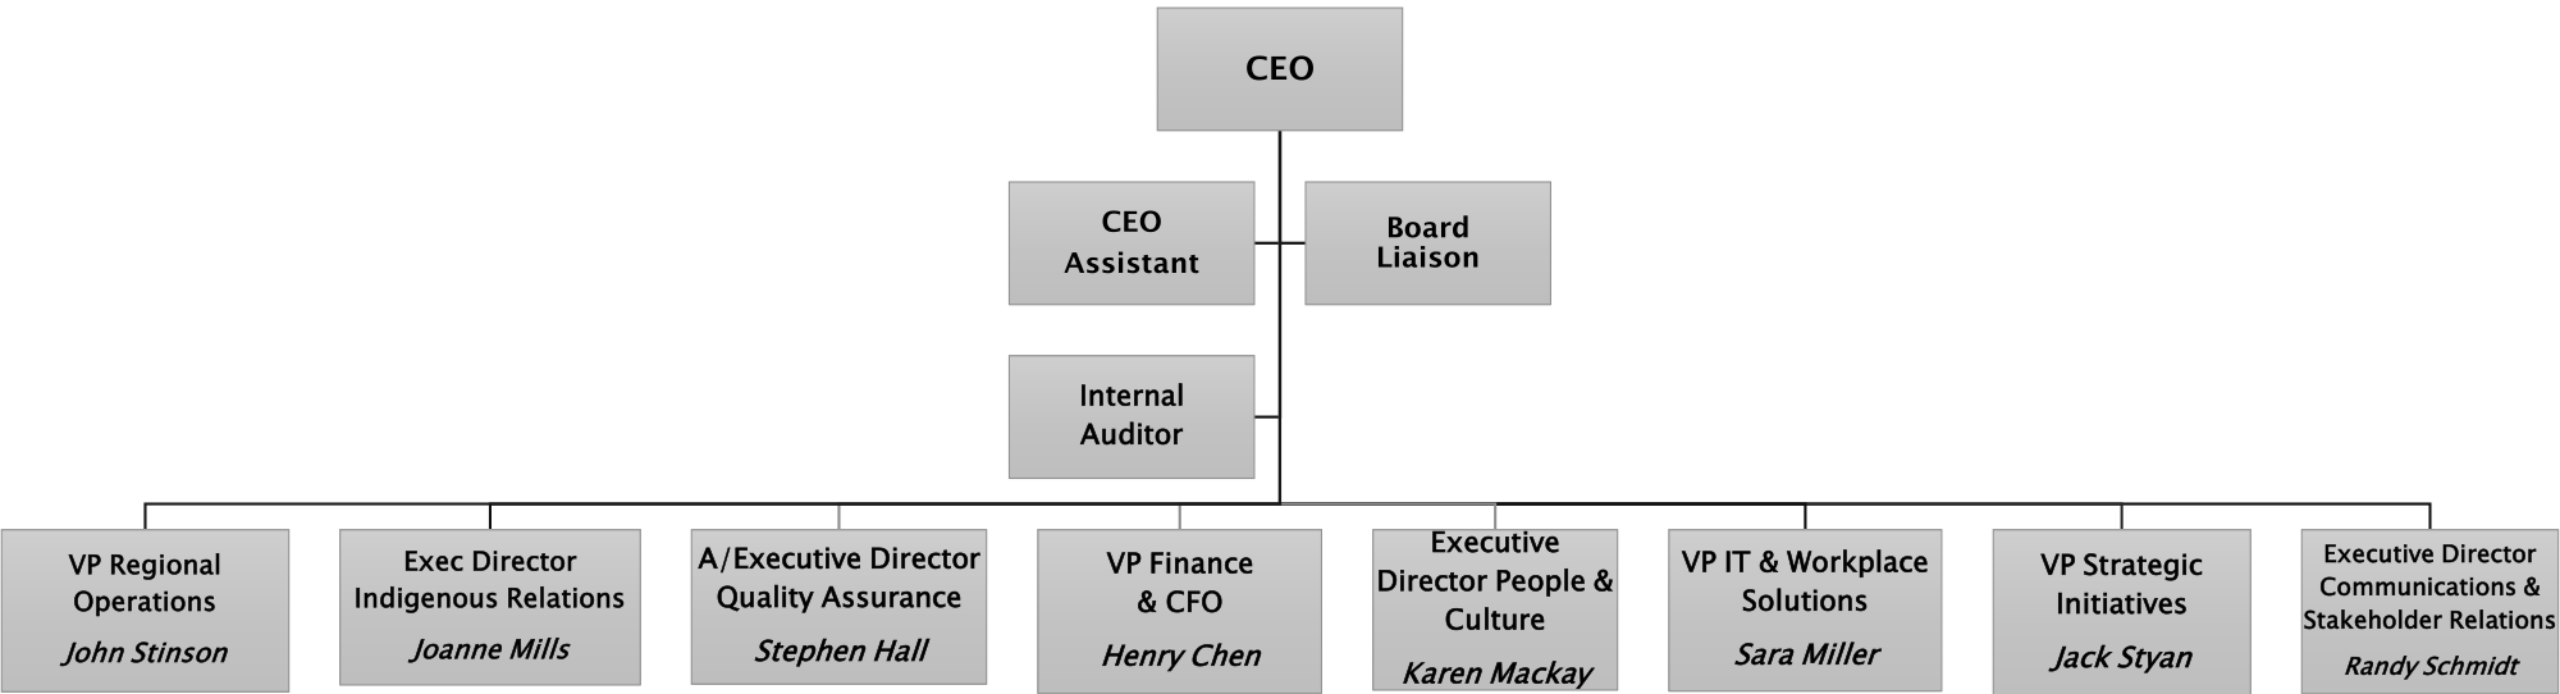 CEO
CEO
Assistant
Board
Liaison
Internal
Auditor
VP Regional
Operations
John Stinson
Exec Director
Indigenous Relations
Joanne Mills
A/Executive Director
Quality Assurance
Stephen Hall
VP Finance
& CFO
Henry Chen
Executive
Director People &
Culture
Karen Mackay
VP IT & Workplace
Solutions
Sara Miller
VP Strategic
Initiatives
Jack Styan
Executive Director
Communications &
Stakeholder Relations
Randy Schmidt